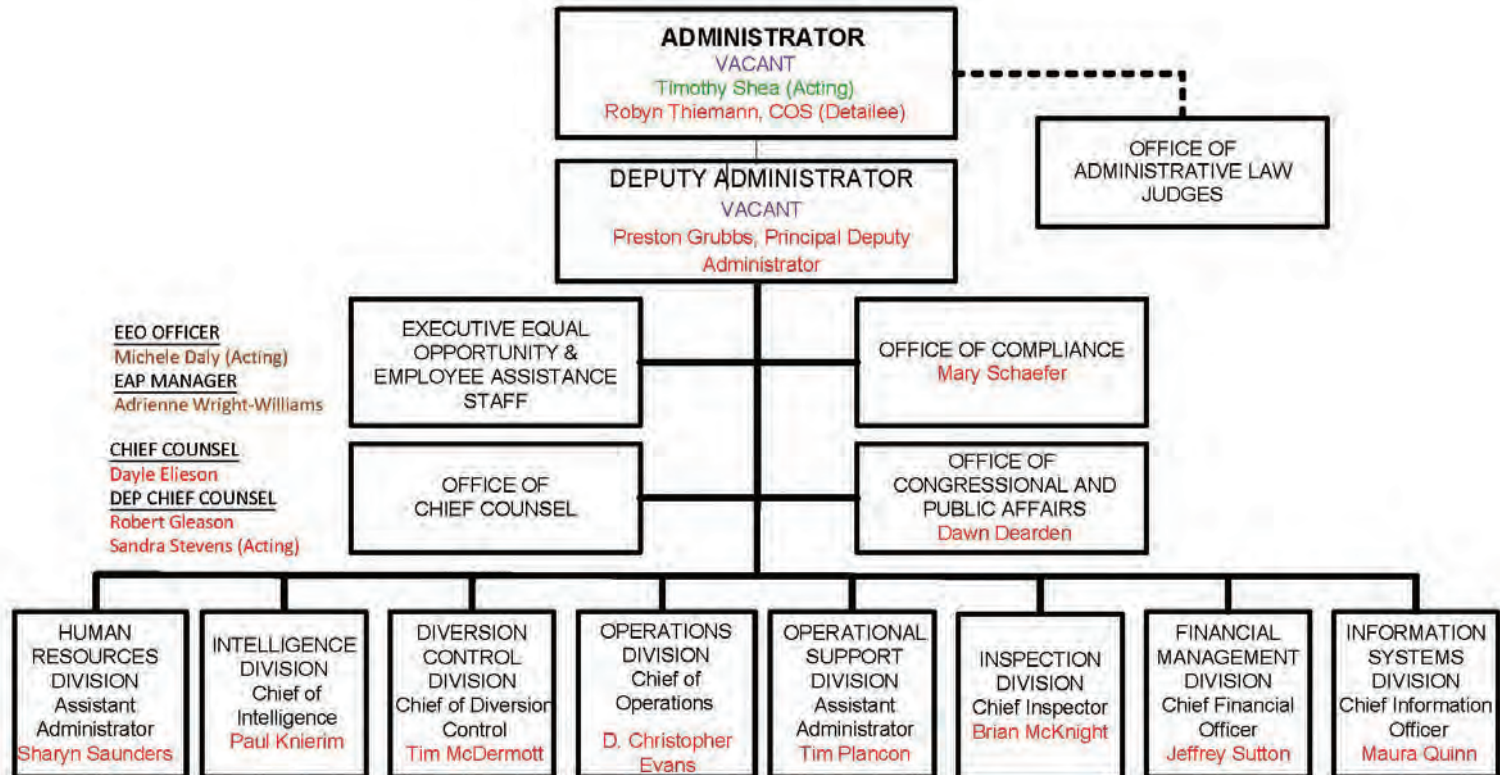 ADMINISTRATOR
VACANT
Timothy Shea (Acting)
Robyn Thiemann, COS (Detailee)
OFFICE OF
ADMINISTRATIVE LAW
JUDGES
DEPUTY ADMINISTRATOR
VACANT
Preston Grubbs, Principal Deputy
Administrator
EEO OFFICER
Michele Daly (Acting)
EAP MANAGER
Adrienne Wright-Williams
EXECUTIVE EQUAL
OPPORTUNITY &
EMPLOYEE ASSISTANCE
STAFF
OFFICE OF COMPLIANCE
Mary Schaefer
CHIEF COUNSEL
Dayle Elieson
DEP CHIEF COUNSEL
Robert Gleason
Sandra Stevens (Acting)
OFFICE OF
CHIEF COUNSEL
OFFICE OF
CONGRESSIONAL AND
PUBLIC AFFAIRS
Dawn Dearden
HUMAN
RESOURCES
DIVISION
Assistant
Administrator
Sharyn Saunders
INTELLIGENCE
DIVISION
Chief of
Intelligence
Paul Knierim
DIVERSION
CONTROL
DIVISION
Chief of Diversion
Control
Tim McDermott
OPERATIONS
DIVISION
Chief of
Operations
D. Christopher
Evans
OPERATIONAL
SUPPORT
DIVISION
Assistant
Administrator
Tim Plancon
INSPECTION
DIVISION
Chief Inspector
Brian McKnight
FINANCIAL
MANAGEMENT
DIVISION
Chief Financial
Officer
Jeffrey Sutton
INFORMATION
SYSTEMS
DIVISION
Chief Information
Officer
Maura Quinn